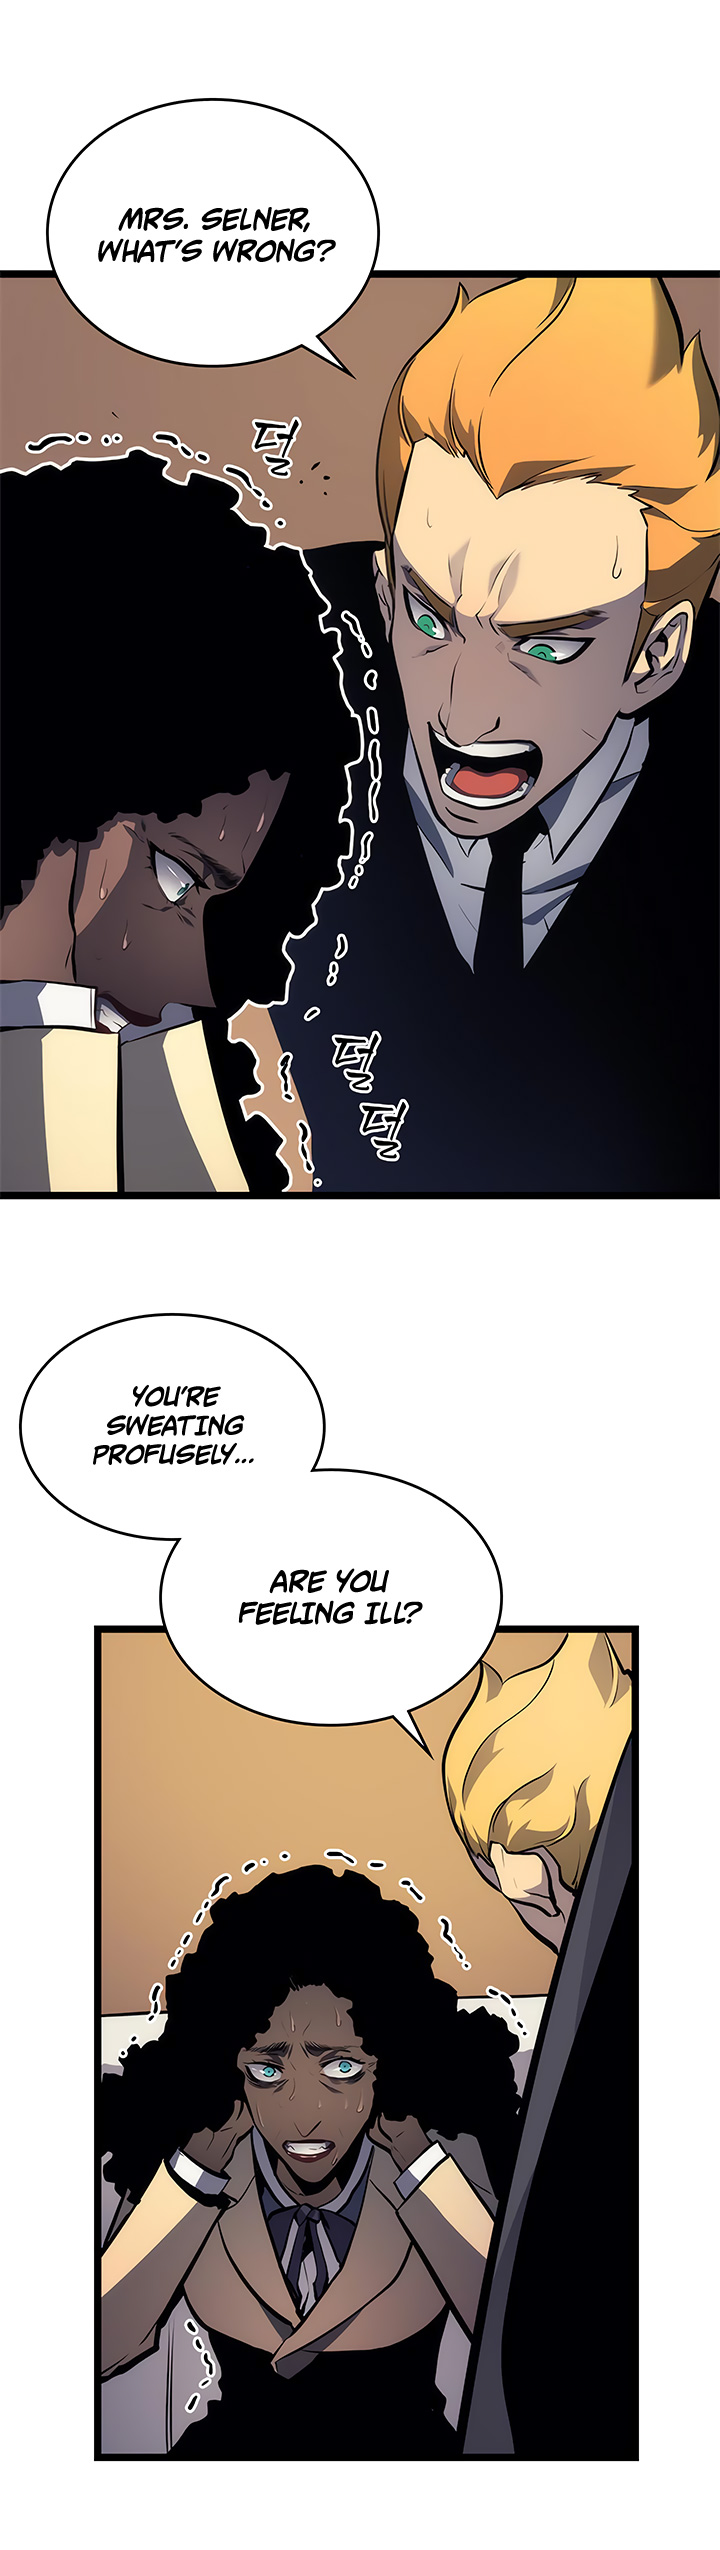 MRS. SELNER,
WHAT'S WRONG?
덜
덜
덜
YOU'RE
SWEATING
PROFUSELY...
ARE YOU
FEELING ILL?